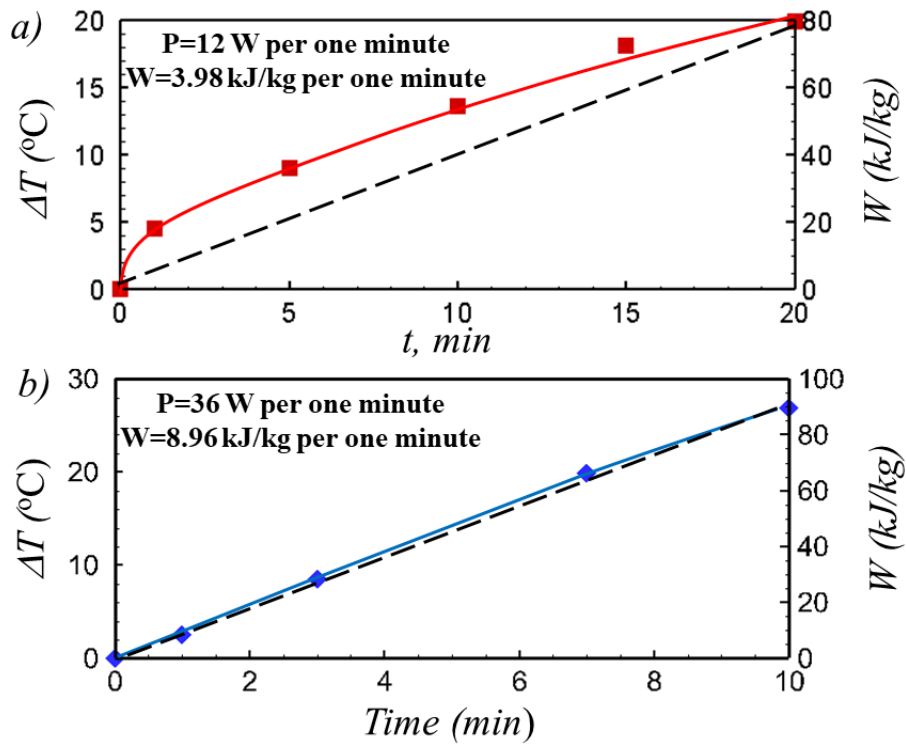 a)
P=12 W per one minute
W=3.98 kJ/kg per one minute
ΔT (°C)
20
15
10
5
0
W (kJ/kg)
80
60
40
20
0
0 5 10 15 20
t, min
b)
P=36 W per one minute
W=8.96 kJ/kg per one minute
ΔT (°C)
30
20
10
0
W (kJ/kg)
100
80
60
40
20
0
0 2 4 6 8 10
Time (min)